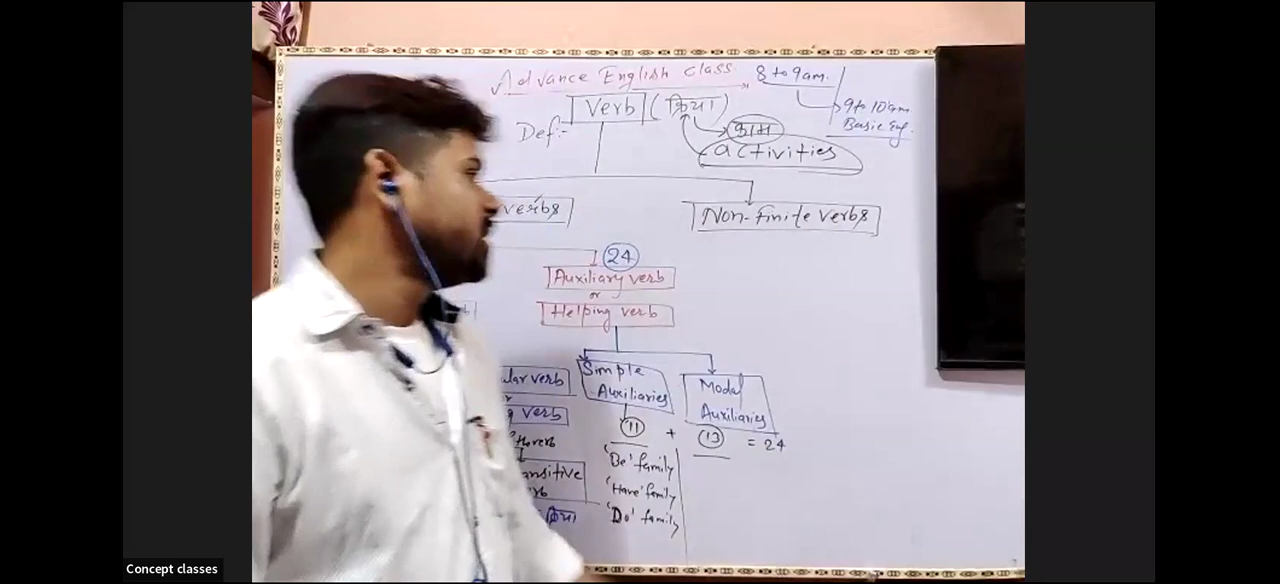 Advance English class 8 to 9am.
9 to 10am
Basic Eng.
Verb (क्रिया)
Def:-
काम
activities
verbs
Non-finite verbs
24
Auxiliary verb
or
Helping verb
Simple
Auxiliaries
Modal
Auxiliaries
verb
verb
11 + 13 = 24
'Be' family
'Have' family
'Do' family
Concept classes